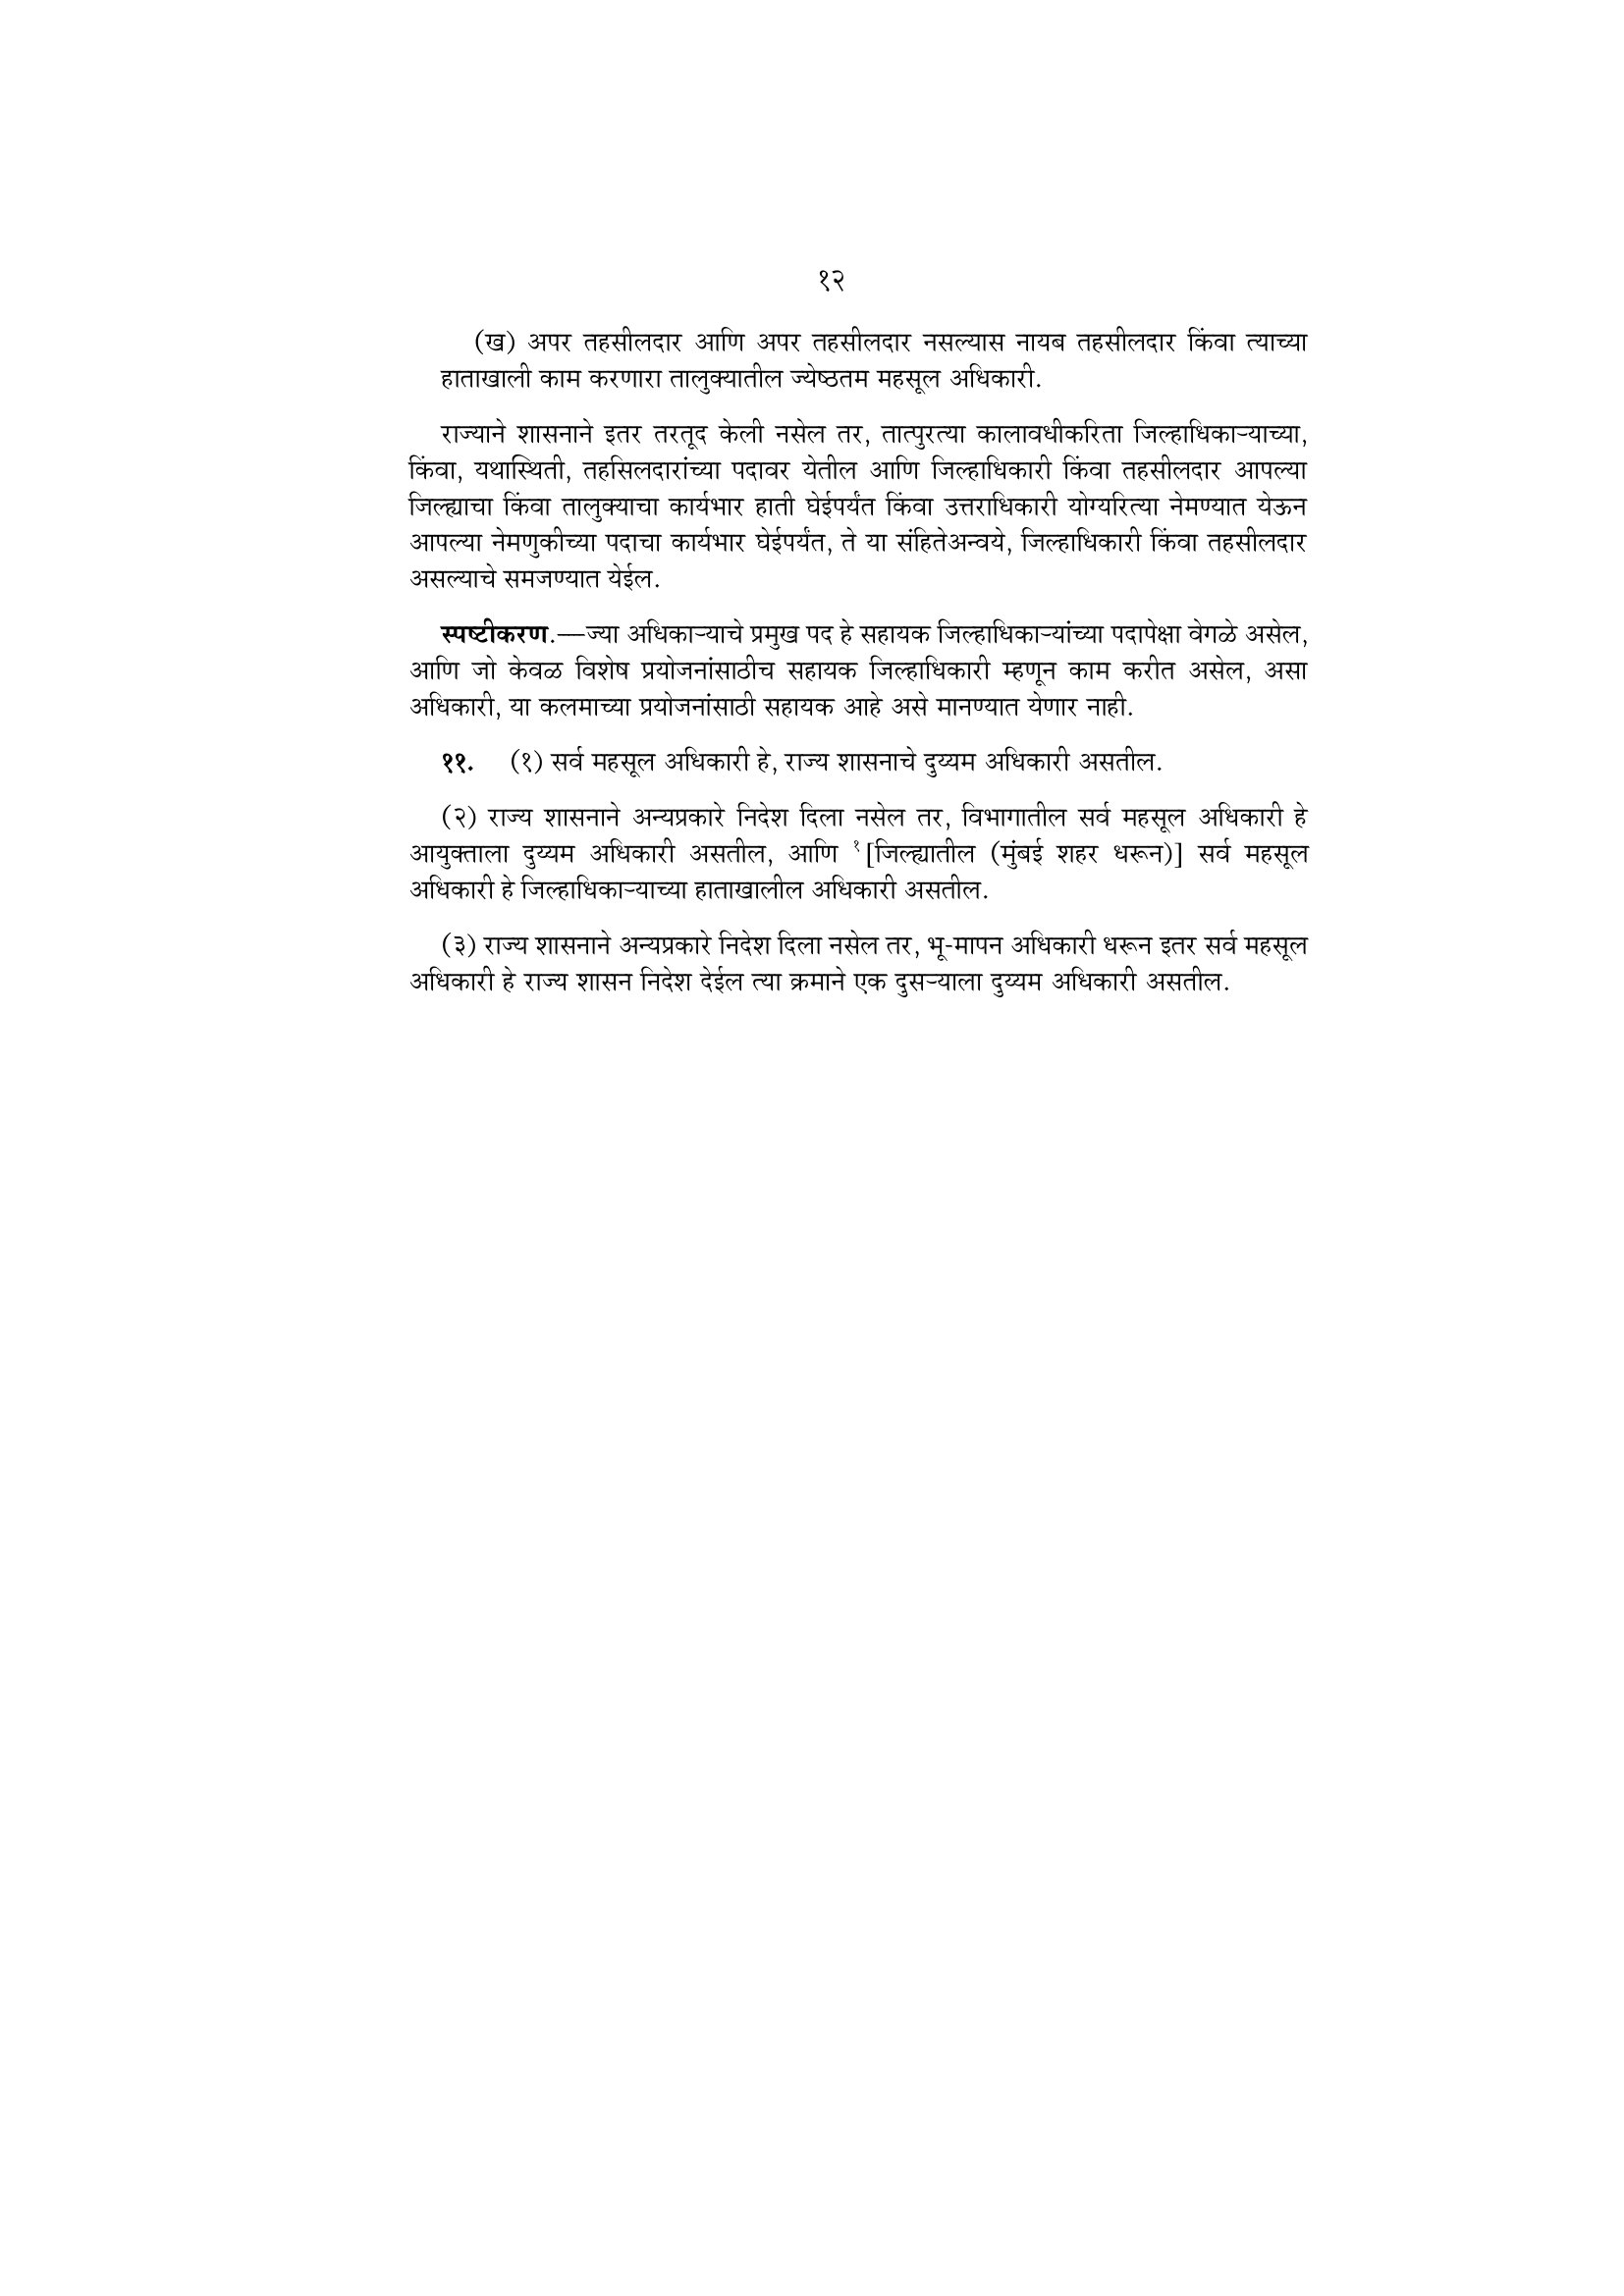 १२
(ख) अपर तहसीलदार आणि अपर तहसीलदार नसल्यास नायब तहसीलदार किंवा त्याच्या
हाताखाली काम करणारा तालुक्यातील ज्येष्ठतम महसूल अधिकारी.
राज्याने शासनाने इतर तरतूद केली नसेल तर, तात्पुरत्या कालावधीकरिता जिल्हाधिकाऱ्याच्या,
किंवा, यथास्थिती, तहसिलदारांच्या पदावर येतील आणि जिल्हाधिकारी किंवा तहसीलदार आपल्या
जिल्ह्याचा किंवा तालुक्याचा कार्यभार हाती घेईपर्यंत किंवा उत्तराधिकारी योग्यरित्या नेमण्यात येऊन
आपल्या नेमणुकीच्या पदाचा कार्यभार घेईपर्यंत, ते या संहितेअन्वये, जिल्हाधिकारी किंवा तहसीलदार
असल्याचे समजण्यात येईल.
स्पष्टीकरण.—ज्या अधिकाऱ्याचे प्रमुख पद हे सहायक जिल्हाधिकाऱ्यांच्या पदापेक्षा वेगळे असेल,
आणि जो केवळ विशेष प्रयोजनांसाठीच सहायक जिल्हाधिकारी म्हणून काम करीत असेल, असा
अधिकारी, या कलमाच्या प्रयोजनांसाठी सहायक आहे असे मानण्यात येणार नाही.
११. (१) सर्व महसूल अधिकारी हे, राज्य शासनाचे दुय्यम अधिकारी असतील.
(२) राज्य शासनाने अन्यप्रकारे निदेश दिला नसेल तर, विभागातील सर्व महसूल अधिकारी हे
आयुक्ताला दुय्यम अधिकारी असतील, आणि १[जिल्ह्यातील (मुंबई शहर धरून)] सर्व महसूल
अधिकारी हे जिल्हाधिकाऱ्याच्या हाताखालील अधिकारी असतील.
(३) राज्य शासनाने अन्यप्रकारे निदेश दिला नसेल तर, भू-मापन अधिकारी धरून इतर सर्व महसूल
अधिकारी हे राज्य शासन निदेश देईल त्या क्रमाने एक दुसऱ्याला दुय्यम अधिकारी असतील.